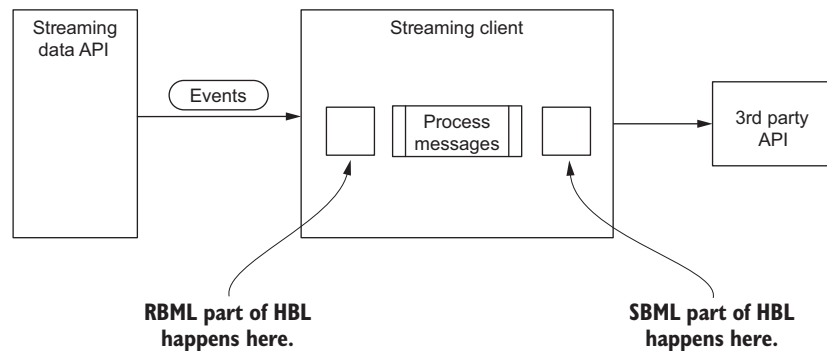 Streaming
data API
Events
Streaming client
Process
messages
3rd party
API
RBML part of HBL
happens here.
SBML part of HBL
happens here.